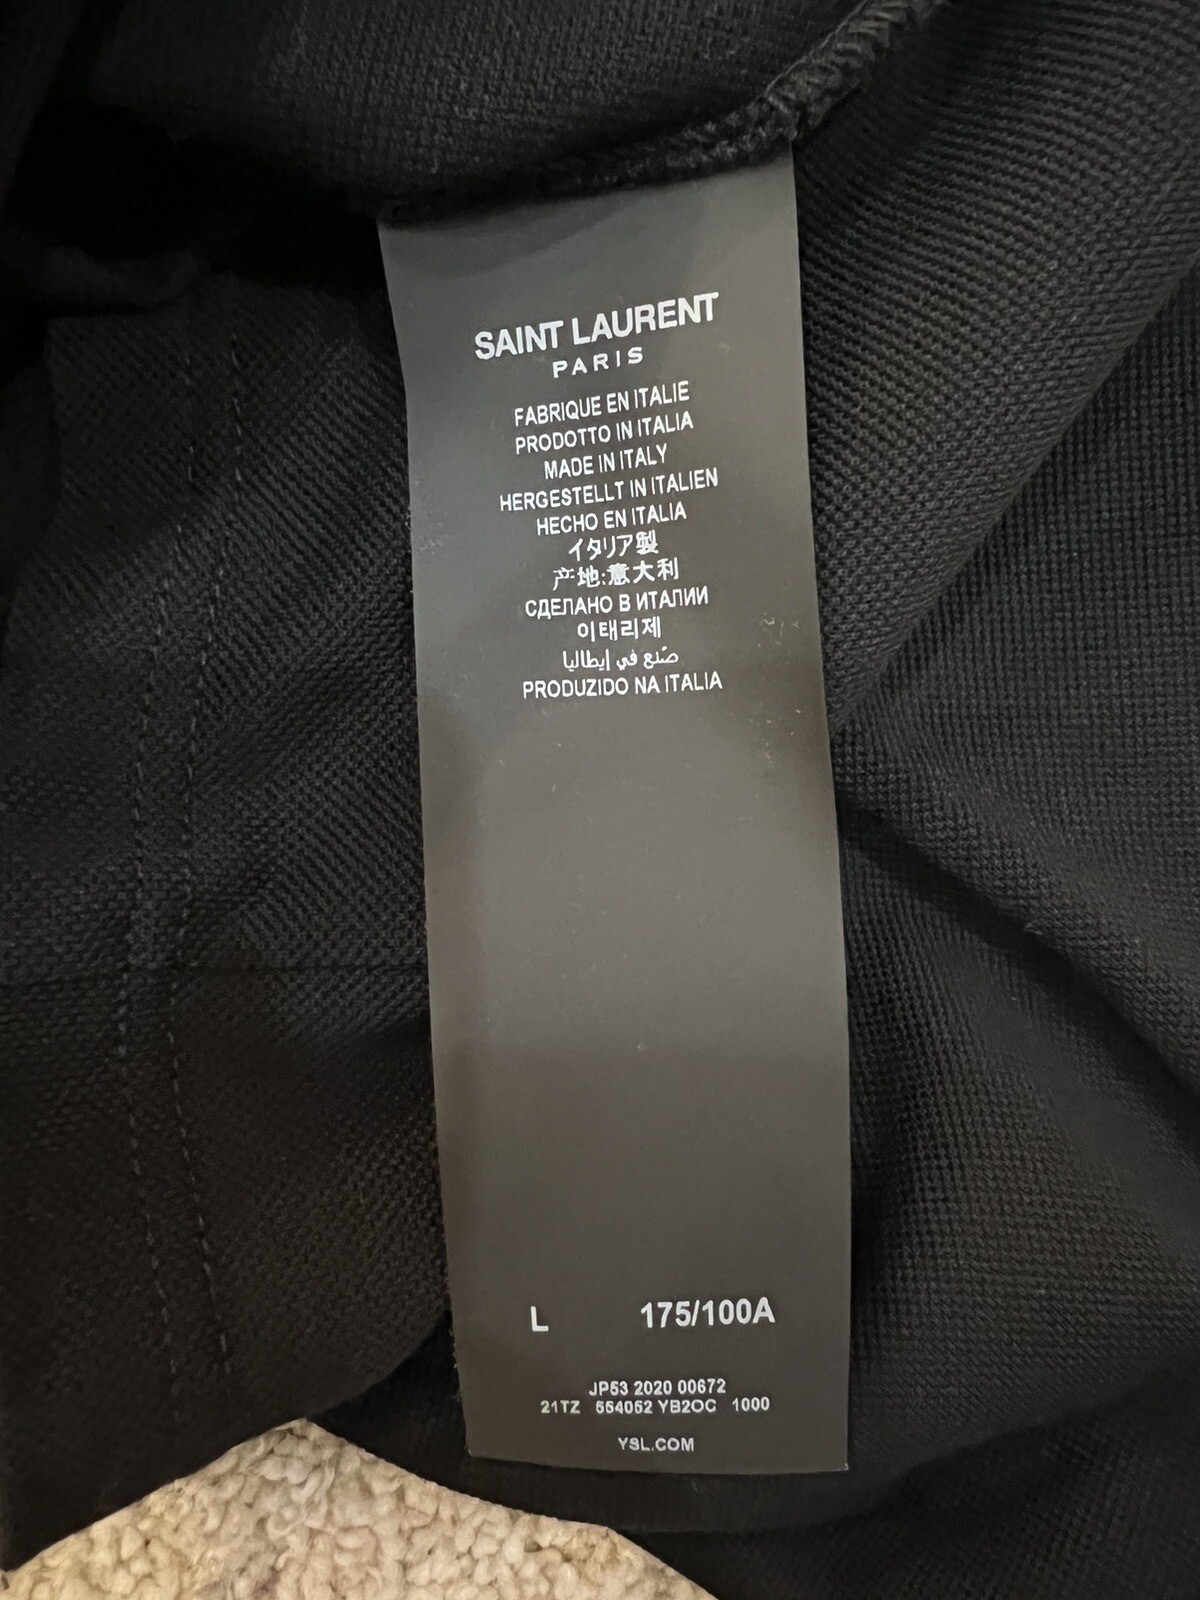 SAINT LAURENT
PARIS
FABRIQUE EN ITALIE
PRODOTTO IN ITALIA
MADE IN ITALY
HERGESTELLT IN ITALIEN
HECHO EN ITALIA
イタリア製
产地:意大利
СДЕЛАНО В ИТАЛИИ
이태리제
صنع في إيطاليا
PRODUZIDO NA ITALIA
L 175/100A
JP53 2020 00672
21TZ 554052 YB2OC 1000
YSL.COM